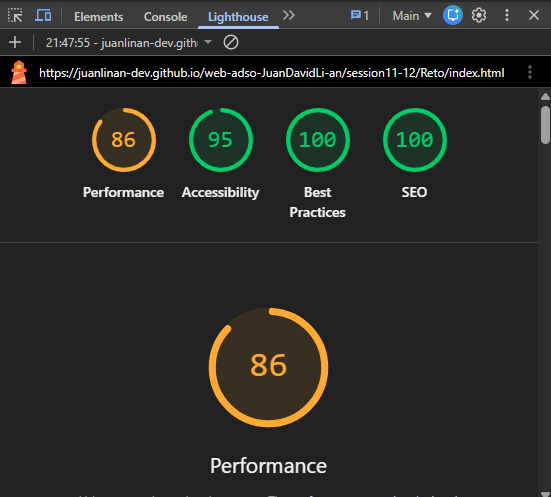 Elements Console Lighthouse 1 Main
21:47:55 - juanlinan-dev.gith
https://juanlinan-dev.github.io/web-adso-JuanDavidLi-an/session11-12/Reto/index.html
86 95 100 100
Performance Accessibility Best Practices SEO
86
Performance